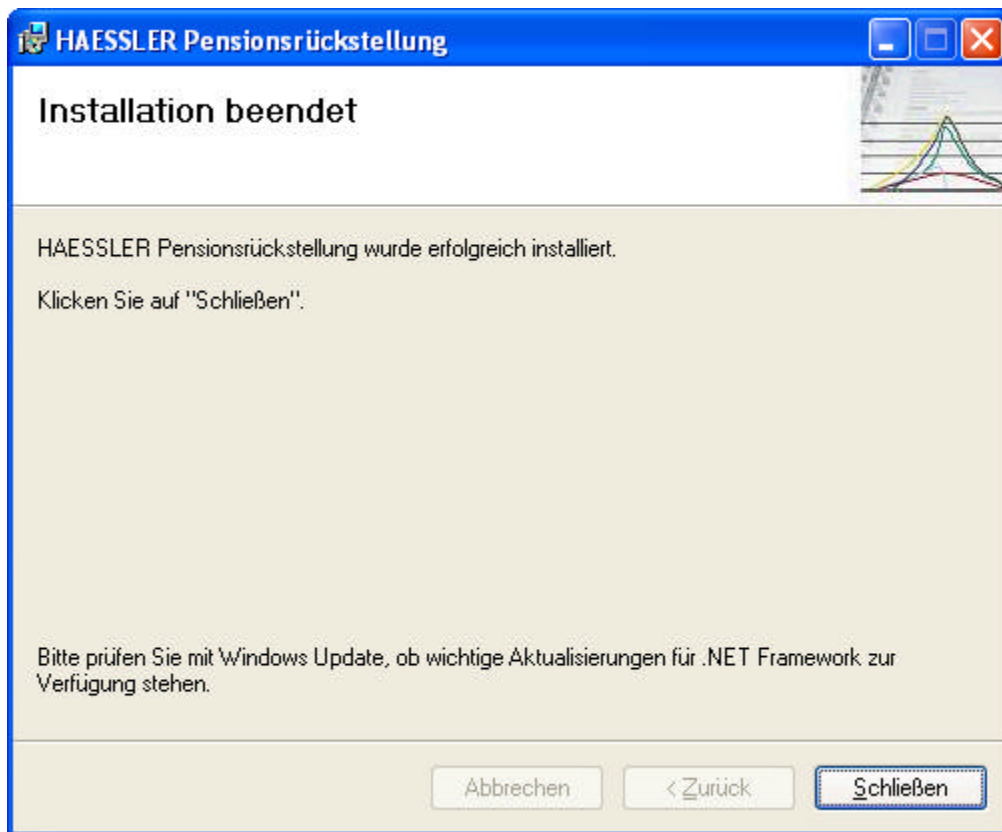 HAESSLER Pensionsrückstellung
Installation beendet
HAESSLER Pensionsrückstellung wurde erfolgreich installiert.
Klicken Sie auf "Schließen".
Bitte prüfen Sie mit Windows Update, ob wichtige Aktualisierungen für .NET Framework zur
Verfügung stehen.
Abbrechen
< Zurück
Schließen